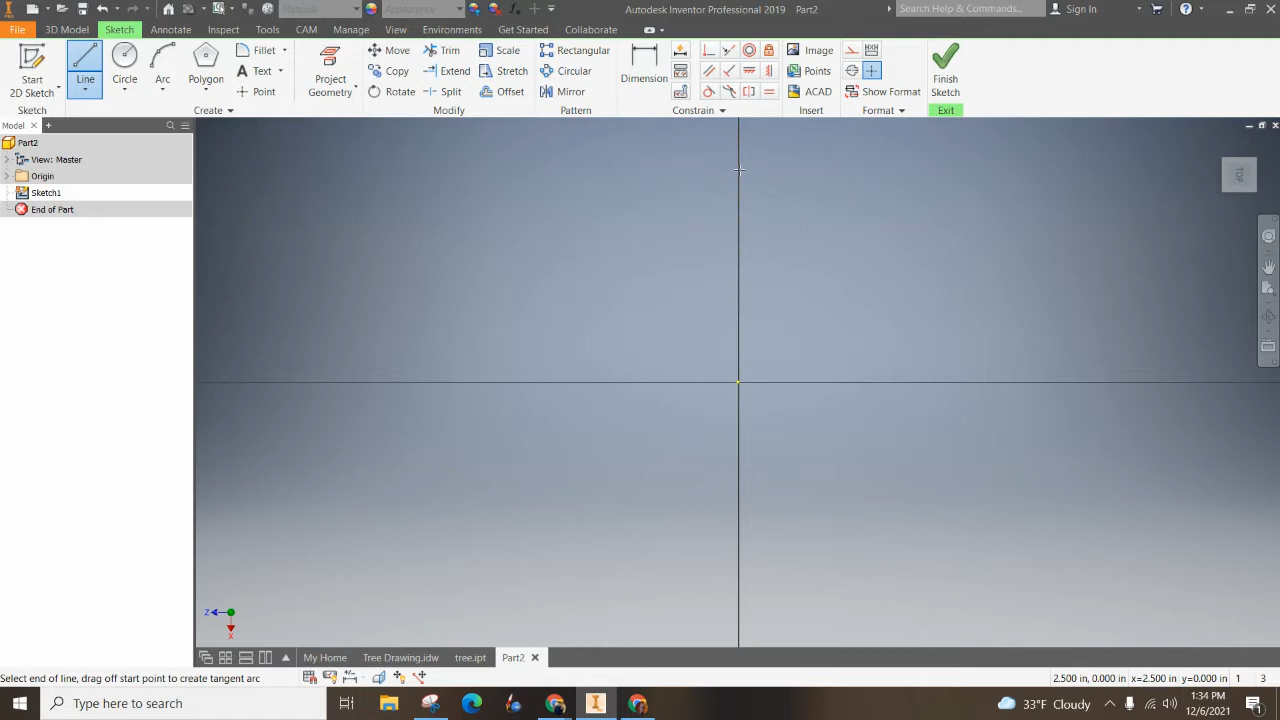 Material
Appearance
Autodesk Inventor Professional 2019 Part2
Search Help & Commands...
Sign In
File
3D Model
Sketch
Annotate
Inspect
Tools
CAM
Manage
View
Environments
Get Started
Collaborate
Start
2D Sketch
Line
Circle
Arc
Polygon
Fillet
Text
Point
Project
Geometry
Move
Copy
Rotate
Trim
Extend
Split
Scale
Stretch
Offset
Rectangular
Circular
Mirror
Dimension
Image
Points
ACAD
Show Format
Finish
Sketch
Sketch
Create
Modify
Pattern
Constrain
Insert
Format
Exit
Model
Part2
View: Master
Origin
Sketch1
End of Part
TOP
Z
X
My Home
Tree Drawing.idw
tree.ipt
Part2
Select end of line, drag off start point to create tangent arc
2.500 in, 0.000 in x=2.500 in y=0.000 in 1 3
Type here to search
33°F Cloudy
1:34 PM
12/6/2021